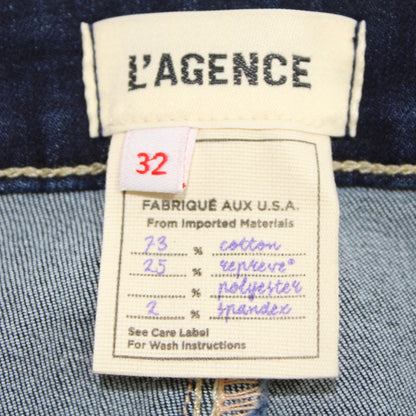 L'AGENCE
32
FABRIQUÉ AUX U.S.A.
From Imported Materials
73 % cotton
25 % repreve®
% polyester
2 % spandex
See Care Label
For Wash Instructions